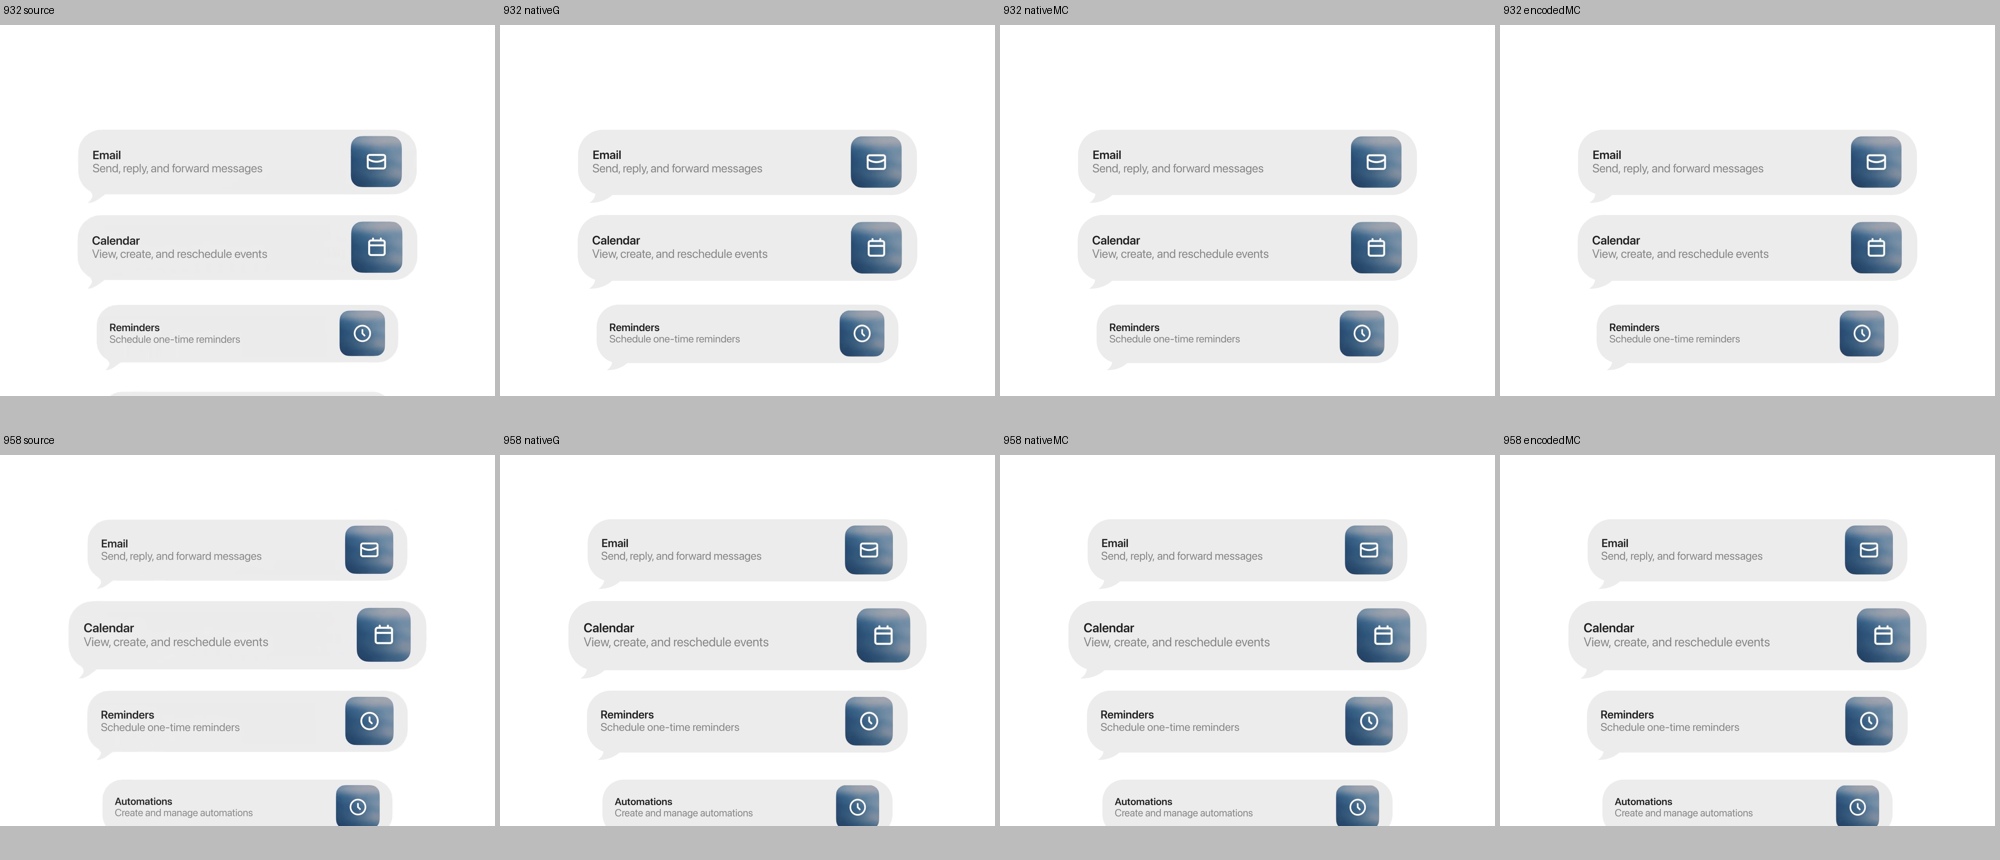 932 source
932 nativeG
932 nativeMC
932 encodedMC
Email
Send, reply, and forward messages
Calendar
View, create, and reschedule events
Reminders
Schedule one-time reminders
Email
Send, reply, and forward messages
Calendar
View, create, and reschedule events
Reminders
Schedule one-time reminders
Email
Send, reply, and forward messages
Calendar
View, create, and reschedule events
Reminders
Schedule one-time reminders
Email
Send, reply, and forward messages
Calendar
View, create, and reschedule events
Reminders
Schedule one-time reminders
958 source
958 nativeG
958 nativeMC
958 encodedMC
Email
Send, reply, and forward messages
Calendar
View, create, and reschedule events
Reminders
Schedule one-time reminders
Automations
Create and manage automations
Email
Send, reply, and forward messages
Calendar
View, create, and reschedule events
Reminders
Schedule one-time reminders
Automations
Create and manage automations
Email
Send, reply, and forward messages
Calendar
View, create, and reschedule events
Reminders
Schedule one-time reminders
Automations
Create and manage automations
Email
Send, reply, and forward messages
Calendar
View, create, and reschedule events
Reminders
Schedule one-time reminders
Automations
Create and manage automations